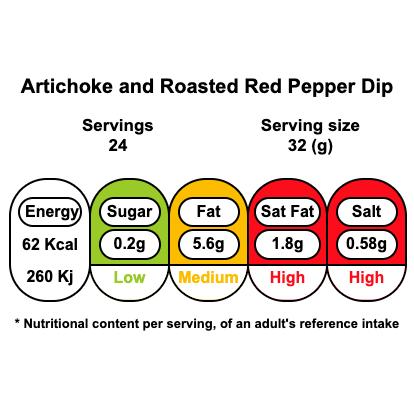 Artichoke and Roasted Red Pepper Dip
Servings Serving size
24 32 (g)
Energy Sugar Fat Sat Fat Salt
62 Kcal 0.2g 5.6g 1.8g 0.58g
260 Kj Low Medium High High
* Nutritional content per serving, of an adult's reference intake